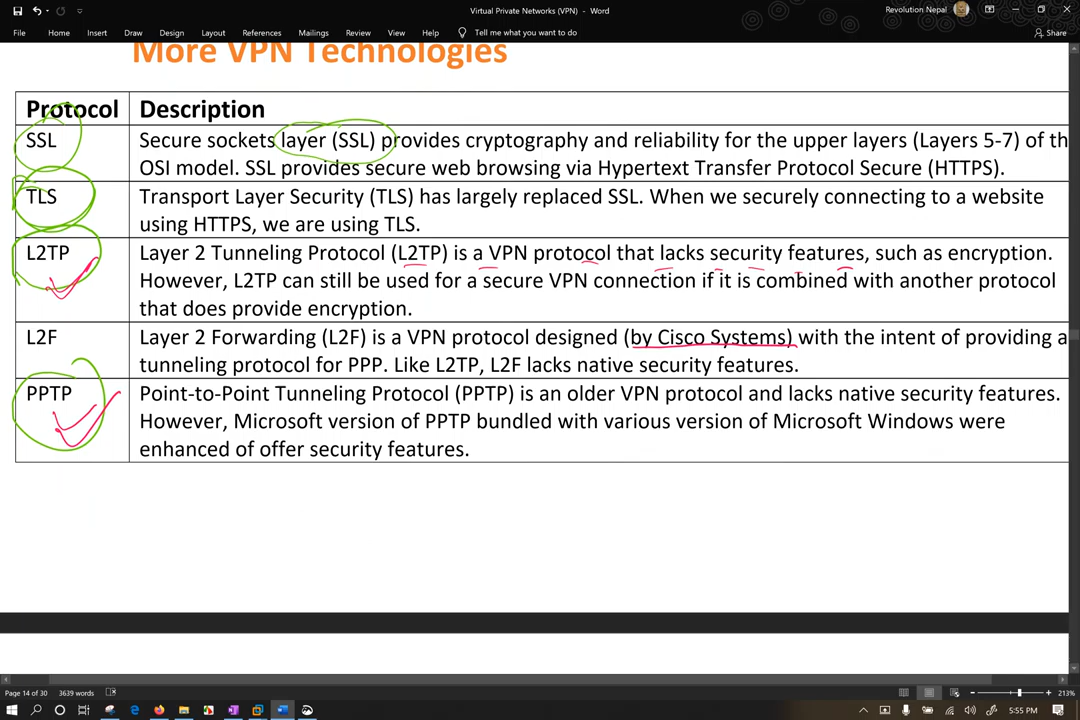 Virtual Private Networks (VPN) - Word
Revolution Nepal
File Home Insert Draw Design Layout References Mailings Review View Help Tell me what you want to do
Share
More VPN Technologies
Protocol Description
SSL Secure sockets layer (SSL) provides cryptography and reliability for the upper layers (Layers 5-7) of th
OSI model. SSL provides secure web browsing via Hypertext Transfer Protocol Secure (HTTPS).
TLS Transport Layer Security (TLS) has largely replaced SSL. When we securely connecting to a website
using HTTPS, we are using TLS.
L2TP Layer 2 Tunneling Protocol (L2TP) is a VPN protocol that lacks security features, such as encryption.
However, L2TP can still be used for a secure VPN connection if it is combined with another protocol
that does provide encryption.
L2F Layer 2 Forwarding (L2F) is a VPN protocol designed (by Cisco Systems) with the intent of providing a
tunneling protocol for PPP. Like L2TP, L2F lacks native security features.
PPTP Point-to-Point Tunneling Protocol (PPTP) is an older VPN protocol and lacks native security features.
However, Microsoft version of PPTP bundled with various version of Microsoft Windows were
enhanced of offer security features.
Page 14 of 30 3639 words
213%
5:55 PM